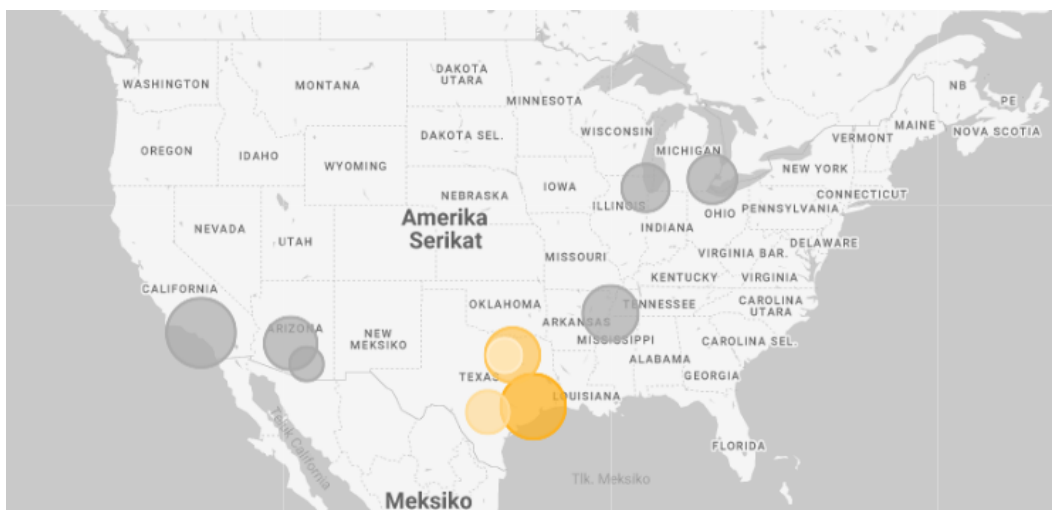 WASHINGTON
MONTANA
DAKOTA
UTARA
MINNESOTA
NB
PE
MAINE
NOVA SCOTIA
VERMONT
WISCONSIN
MICHIGAN
OREGON
IDAHO
DAKOTA SEL.
WYOMING
NEW YORK
IOWA
NEBRASKA
CONNECTICUT
ILLINOIS
OHIO
PENNSYLVANIA
Amerika
Serikat
NEVADA
UTAH
INDIANA
DELAWARE
MISSOURI
VIRGINIA BAR.
KENTUCKY
VIRGINIA
CALIFORNIA
OKLAHOMA
TENNESSEE
CAROLINA
UTARA
ARIZONA
NEW
MEKSIKO
ARKANSAS
MISSISSIPPI
CAROLINA SEL.
ALABAMA
GEORGIA
TEXAS
LOUISIANA
FLORIDA
Teluk California
Tlk. Meksiko
Meksiko